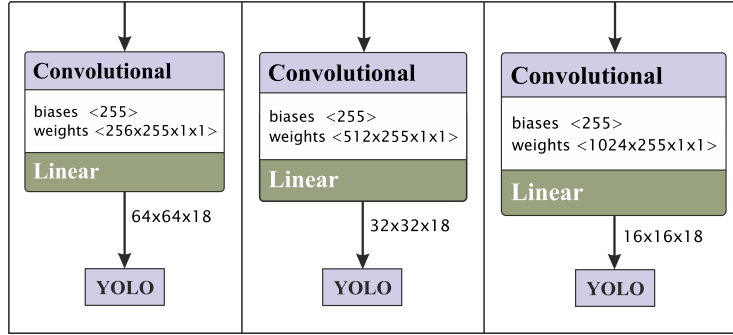 Convolutional
biases <255>
weights <256x255x1x1>
Linear
64x64x18
YOLO
Convolutional
biases <255>
weights <512x255x1x1>
Linear
32x32x18
YOLO
Convolutional
biases <255>
weights <1024x255x1x1>
Linear
16x16x18
YOLO